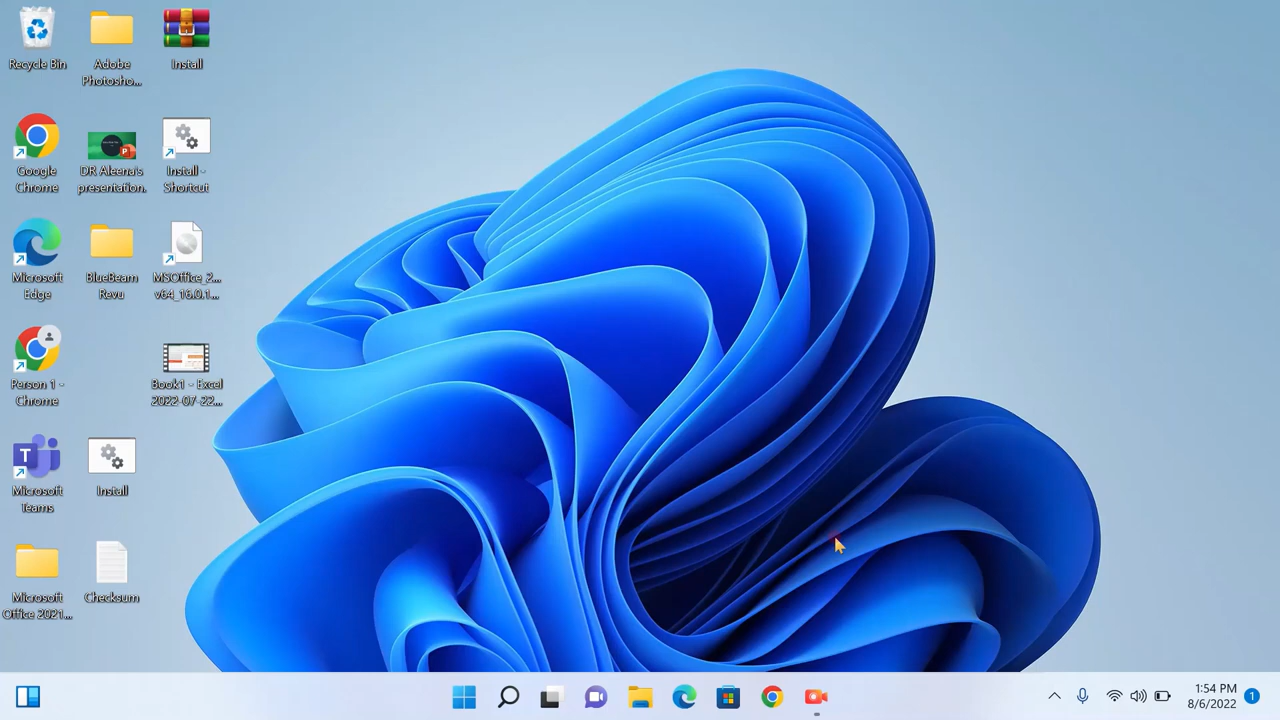 Recycle Bin
Adobe
Photosho...
Install
Google
Chrome
DR Aleena's
presentation.
Install -
Shortcut
Microsoft
Edge
BlueBeam
Revu
MSOffice_2...
v64_16.0.1...
Person 1 -
Chrome
Book1 - Excel
2022-07-22...
Microsoft
Teams
Install
Microsoft
Office 2021...
Checksum
1:54 PM
8/6/2022
1